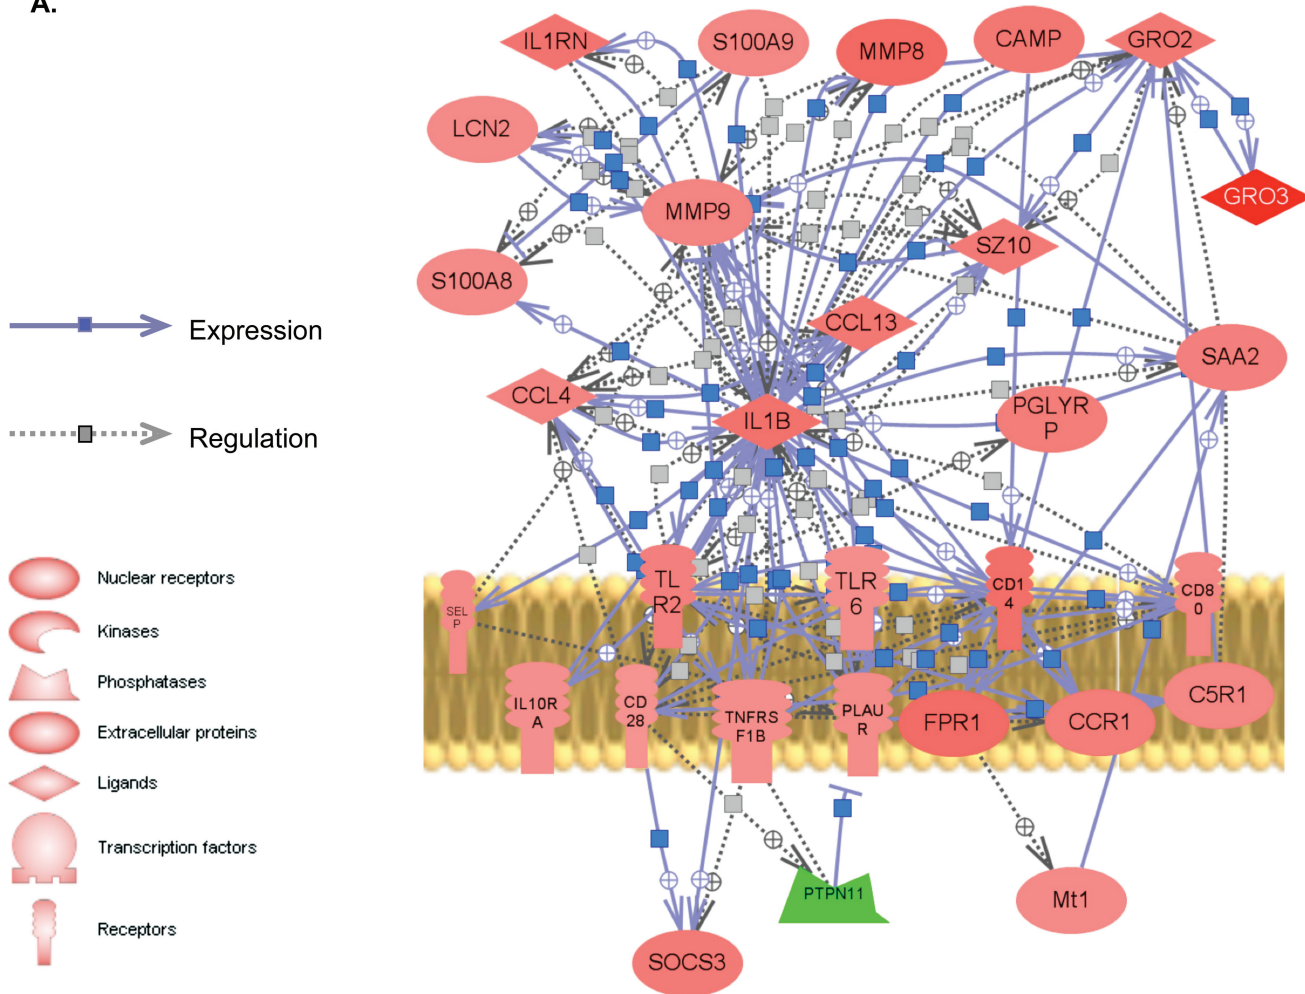 A.
IL1RN
S100A9
MMP8
CAMP
GRO2
LCN2
MMP9
GRO3
SZ10
S100A8
CCL13
Expression
SAA2
CCL4
PGLYR
P
IL1B
Regulation
Nuclear receptors
Kinases
Phosphatases
Extracellular proteins
Ligands
Transcription factors
Receptors
SEL
P
TL
R2
TLR
6
CD1
4
CD8
0
IL10R
A
CD
28
TNFRS
F1B
PLAU
R
FPR1
CCR1
C5R1
PTPN11
Mt1
SOCS3